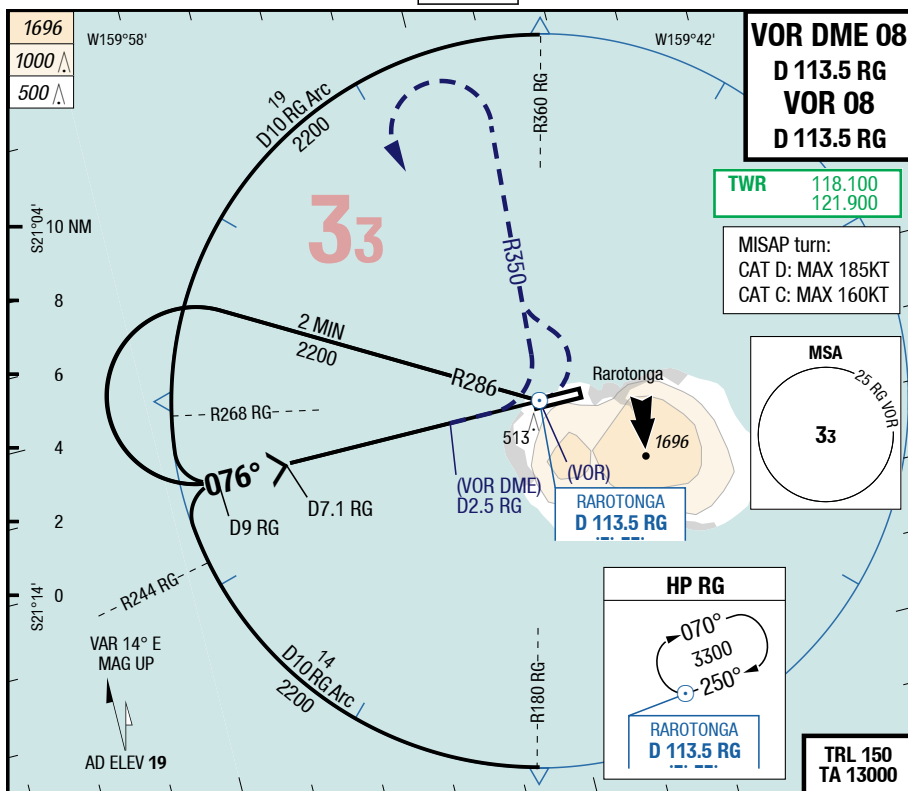 1696
1000
500
W159°58'
W159°42'
VOR DME 08
D 113.5 RG
VOR 08
D 113.5 RG
TWR 118.100
121.900
MISAP turn:
CAT D: MAX 185KT
CAT C: MAX 160KT
MSA
25 RG VOR
33
19
D10 RG Arc
2200
R360 RG
33
R350
S21°04'
10 NM
8
6
4
2
0
S21°14'
2 MIN
2200
R286
R268 RG
Rarotonga
513
1696
076°
D9 RG
D7.1 RG
(VOR DME)
D2.5 RG
(VOR)
RAROTONGA
D 113.5 RG
R244 RG
14
D10 RG Arc
2200
R180 RG
VAR 14° E
MAG UP
AD ELEV 19
HP RG
070°
3300
250°
RAROTONGA
D 113.5 RG
TRL 150
TA 13000